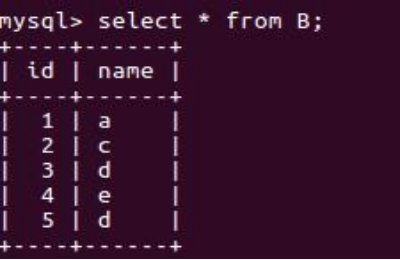 mysql> select * from B;
+----+------+
| id | name |
+----+------+
| 1 | a |
| 2 | c |
| 3 | d |
| 4 | e |
| 5 | d |
+----+------+